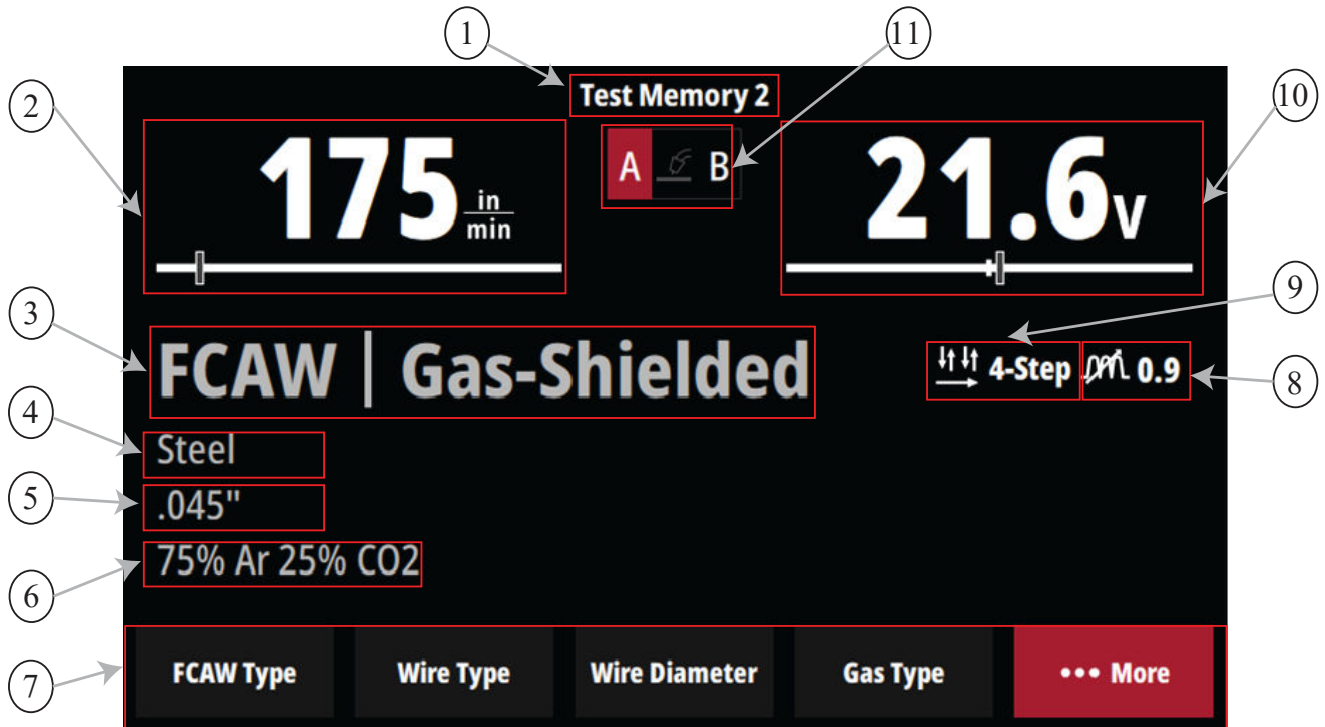 1
11
2
10
Test Memory 2
175 in/min
A B
21.6 V
3
9
FCAW | Gas-Shielded
4-Step 0.9
8
4
Steel
5
.045"
6
75% Ar 25% CO2
7
FCAW Type Wire Type Wire Diameter Gas Type ••• More